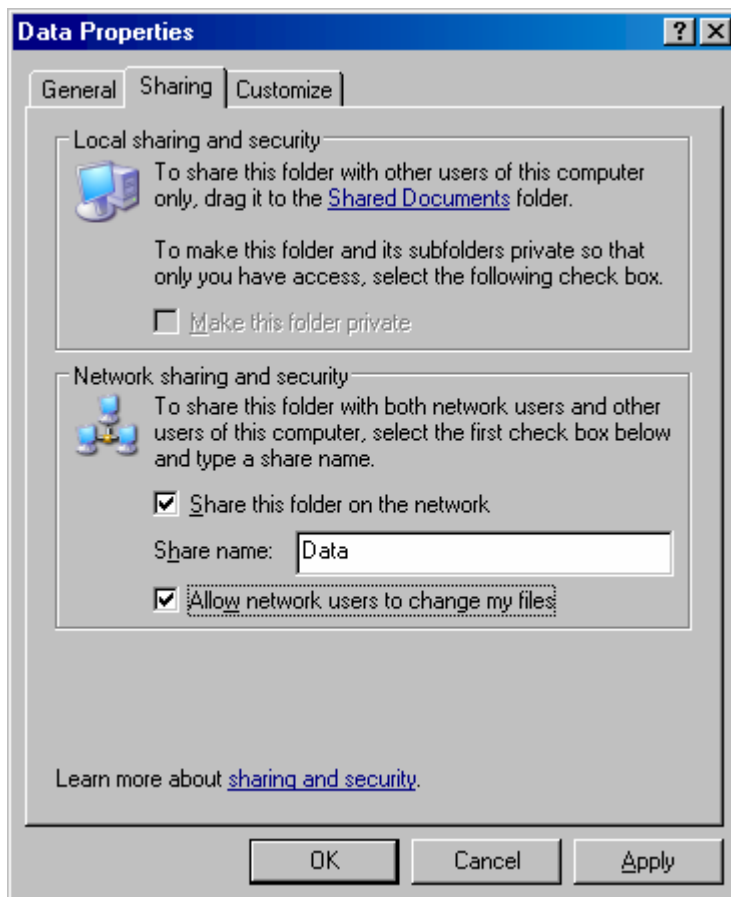 Data Properties
General Sharing Customize
Local sharing and security
To share this folder with other users of this computer
only, drag it to the Shared Documents folder.
To make this folder and its subfolders private so that
only you have access, select the following check box.
Make this folder private
Network sharing and security
To share this folder with both network users and other
users of this computer, select the first check box below
and type a share name.
Share this folder on the network
Share name: Data
Allow network users to change my files
Learn more about sharing and security.
OK Cancel Apply